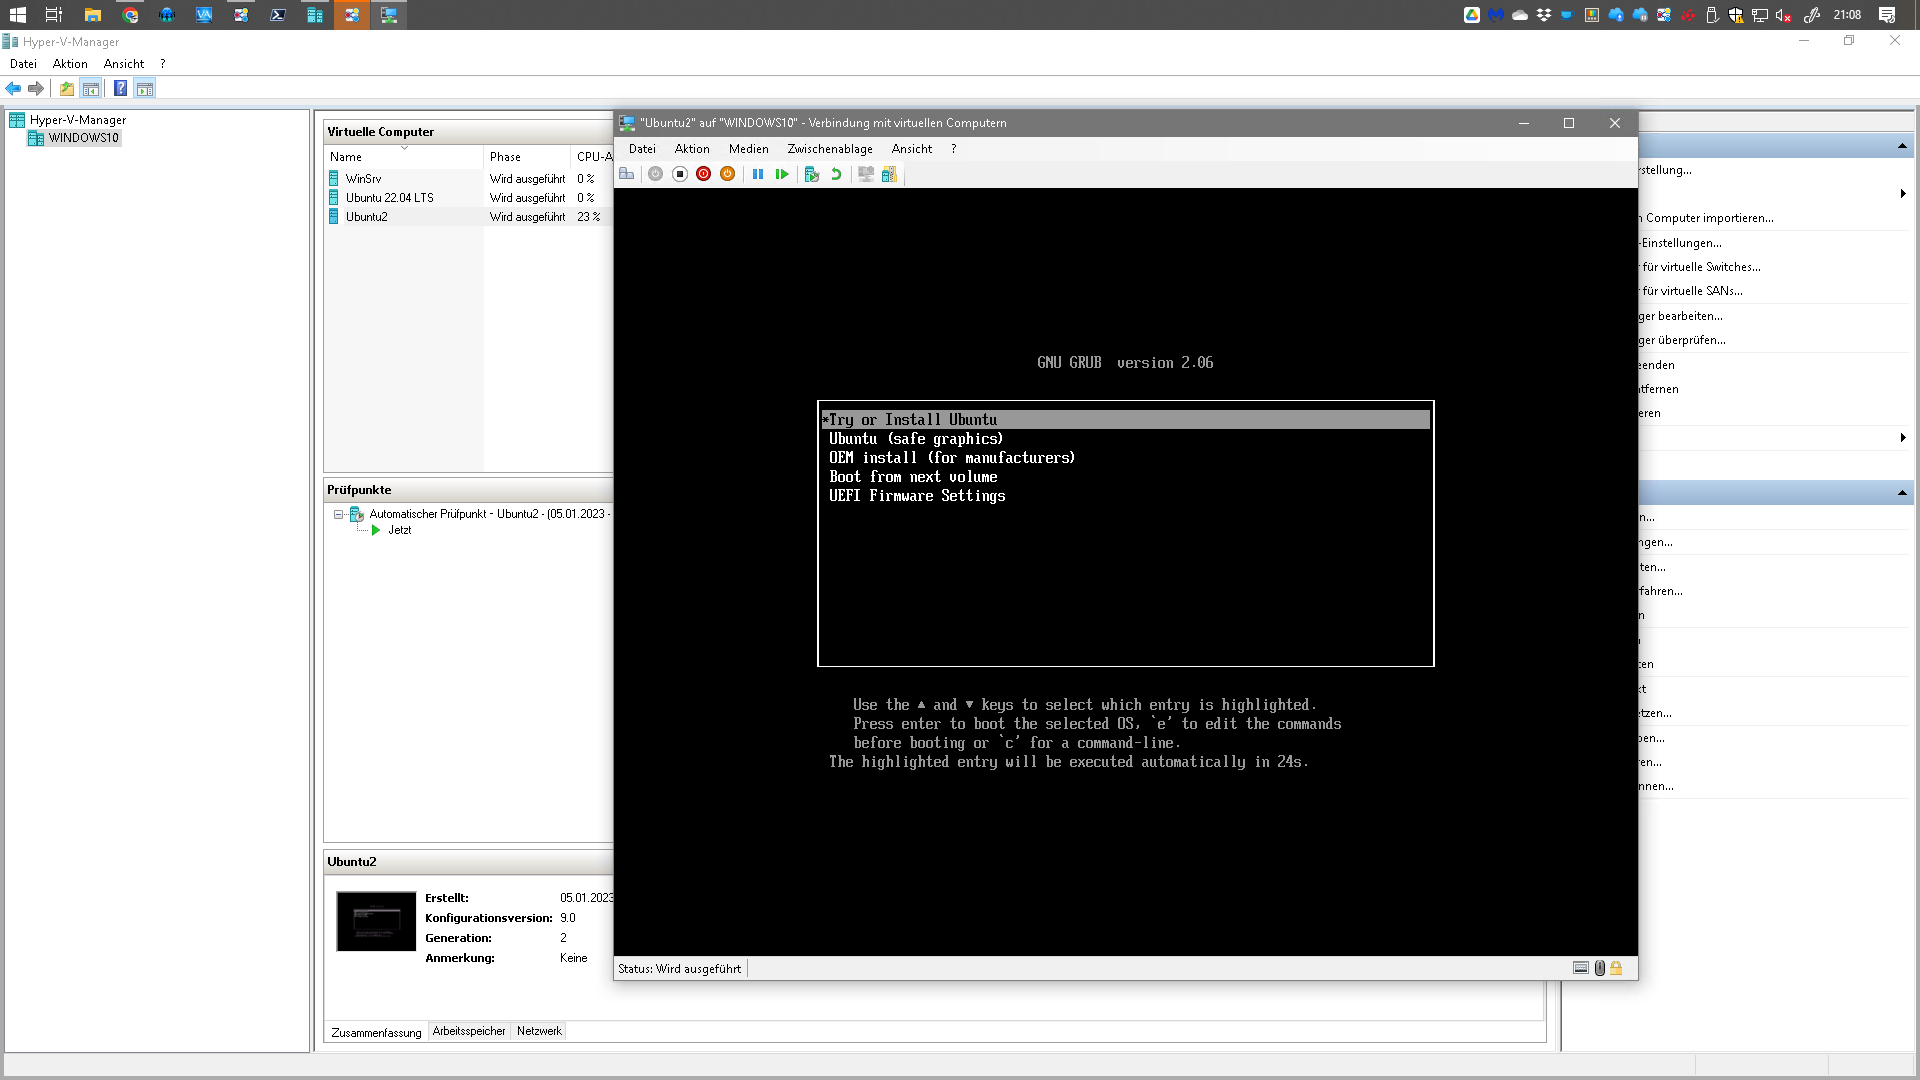 21:08
Hyper-V-Manager
Datei Aktion Ansicht ?
Hyper-V-Manager
WINDOWS10
Virtuelle Computer
Name Phase CPU-A
WinSrv Wird ausgeführt 0 %
Ubuntu 22.04 LTS Wird ausgeführt 0 %
Ubuntu2 Wird ausgeführt 23 %
Prüfpunkte
Automatischer Prüfpunkt - Ubuntu2 - (05.01.2023 -
Jetzt
Ubuntu2
Erstellt: 05.01.2023
Konfigurationsversion: 9.0
Generation: 2
Anmerkung: Keine
Zusammenfassung Arbeitsspeicher Netzwerk
"Ubuntu2" auf "WINDOWS10" - Verbindung mit virtuellen Computern
Datei Aktion Medien Zwischenablage Ansicht ?
GNU GRUB version 2.06
*Try or Install Ubuntu
Ubuntu (safe graphics)
OEM install (for manufacturers)
Boot from next volume
UEFI Firmware Settings
Use the ▲ and ▼ keys to select which entry is highlighted.
Press enter to boot the selected OS, `e' to edit the commands
before booting or `c' for a command-line.
The highlighted entry will be executed automatically in 24s.
Status: Wird ausgeführt
rstellung...
n Computer importieren...
-Einstellungen...
r für virtuelle Switches...
r für virtuelle SANs...
ger bearbeiten...
ger überprüfen...
eenden
ntfernen
eren
n...
ngen...
ten...
rfahren...
n
ten
kt
etzen...
ben...
ren...
nnen...